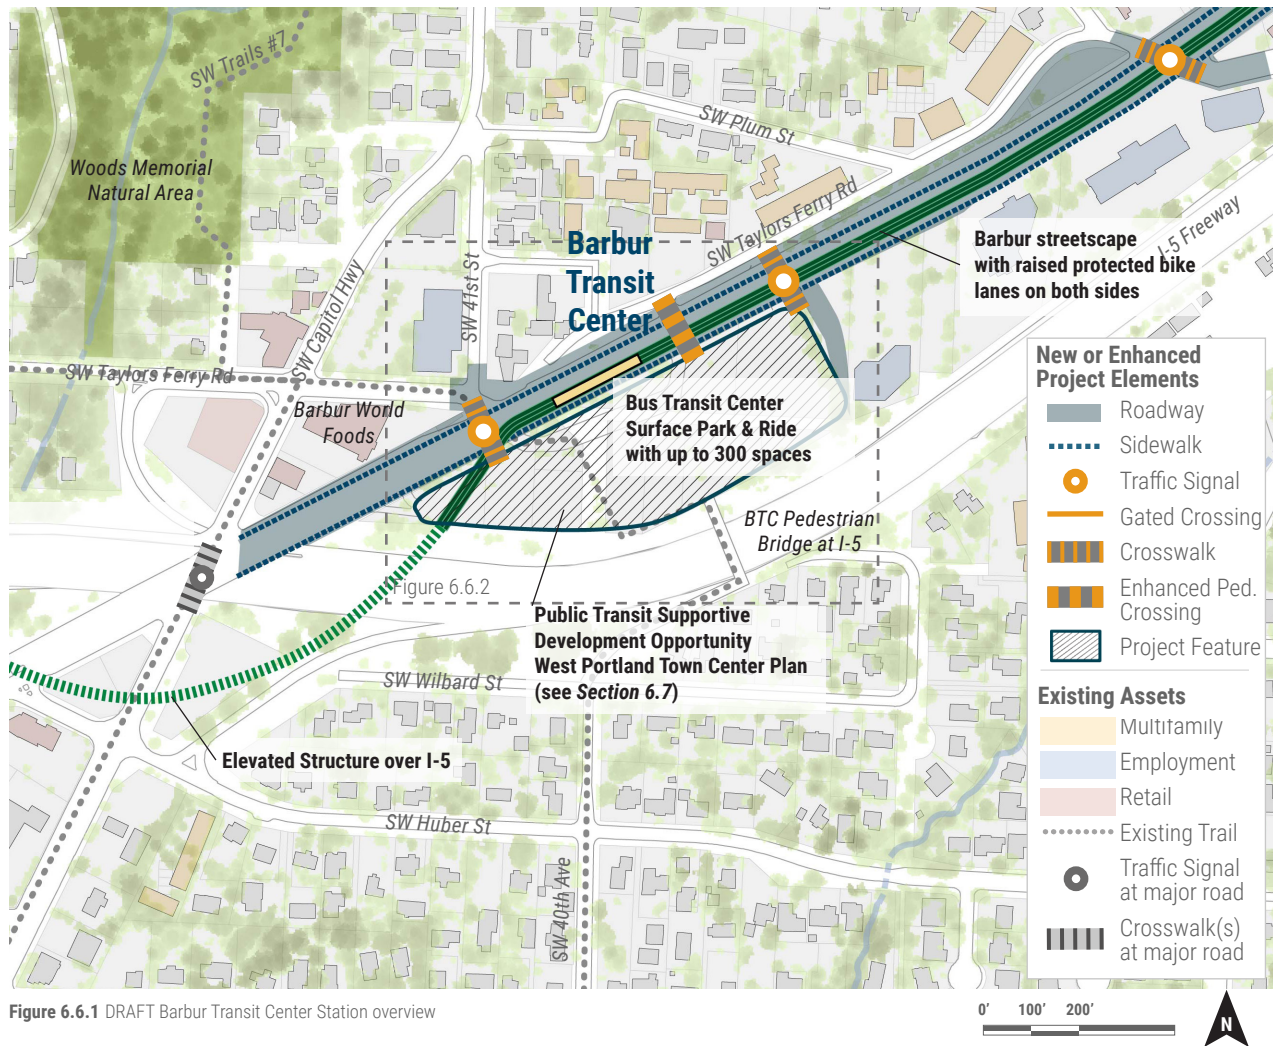 SW Trails #7
Woods Memorial
Natural Area
SW Plum St
SW Taylors Ferry Rd
SW Capitol Hwy
SW 41st St
Barbur
Transit
Center
I-5 Freeway
Barbur streetscape
with raised protected bike
lanes on both sides
SW Taylors Ferry Rd
Barbur World
Foods
Bus Transit Center
Surface Park & Ride
with up to 300 spaces
BTC Pedestrian
Bridge at I-5
Figure 6.6.2
Public Transit Supportive
Development Opportunity
West Portland Town Center Plan
(see Section 6.7)
SW Wilbard St
Elevated Structure over I-5
SW Huber St
SW 40th Ave
New or Enhanced
Project Elements
Roadway
Sidewalk
Traffic Signal
Gated Crossing
Crosswalk
Enhanced Ped.
Crossing
Project Feature
Existing Assets
Multifamily
Employment
Retail
Existing Trail
Traffic Signal
at major road
Crosswalk(s)
at major road
Figure 6.6.1 DRAFT Barbur Transit Center Station overview
0' 100' 200'
N